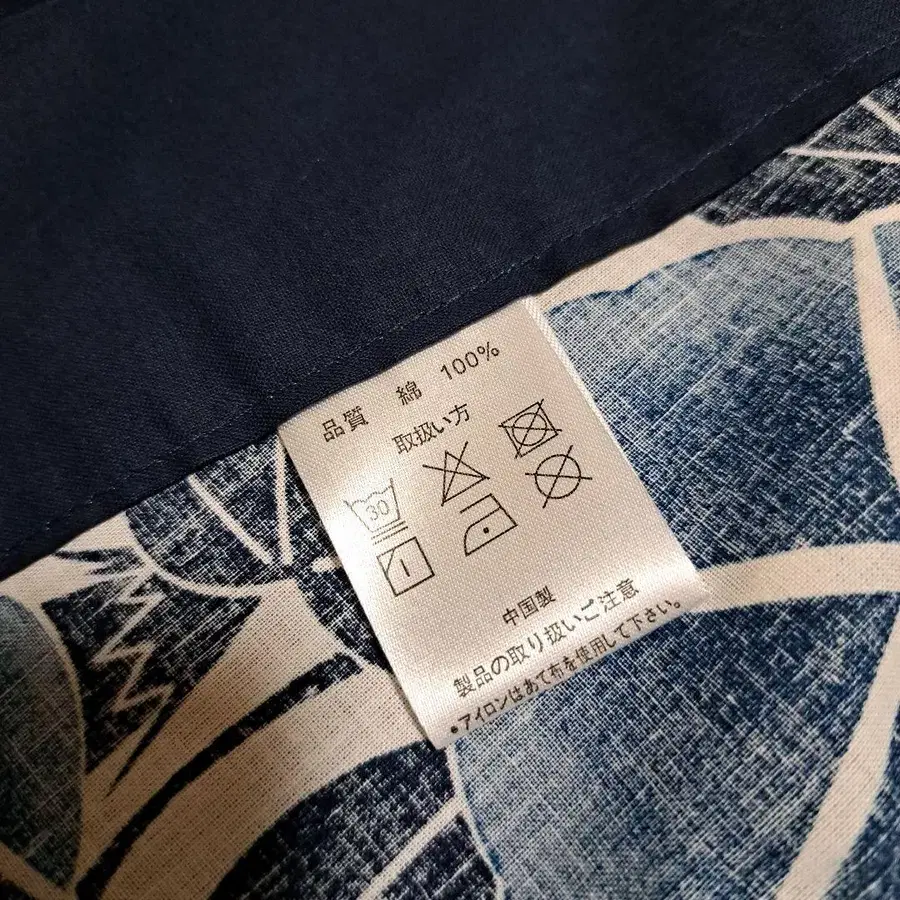 品質 綿 100%
取扱い方
30
中国製
製品の取り扱いご注意
•アイロンはあて布を使用して下さい。